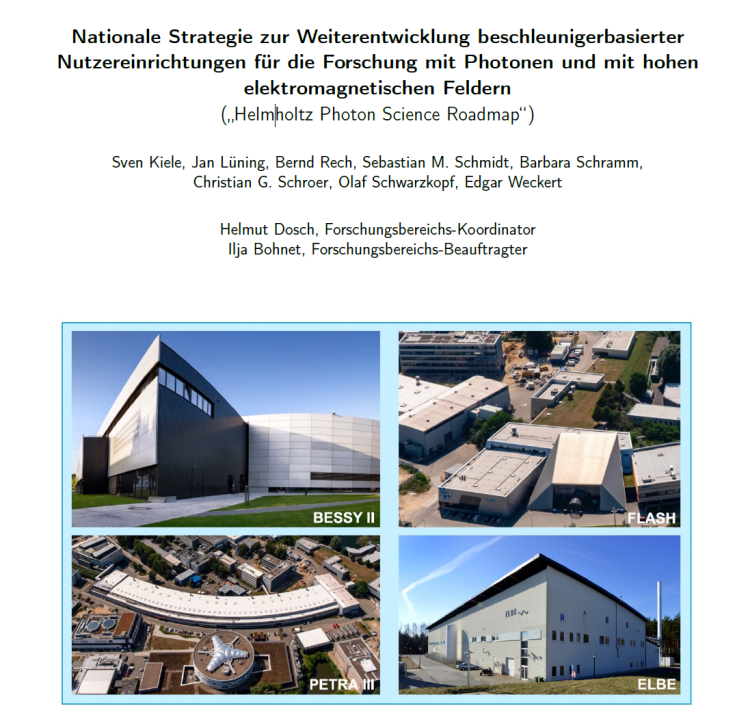 Nationale Strategie zur Weiterentwicklung beschleunigerbasierter
Nutzereinrichtungen für die Forschung mit Photonen und mit hohen
elektromagnetischen Feldern
(„Helmholtz Photon Science Roadmap“)
Sven Kiele, Jan Lüning, Bernd Rech, Sebastian M. Schmidt, Barbara Schramm,
Christian G. Schroer, Olaf Schwarzkopf, Edgar Weckert
Helmut Dosch, Forschungsbereichs-Koordinator
Ilja Bohnet, Forschungsbereichs-Beauftragter
BESSY II
FLASH
PETRA III
ELBE
ELBE